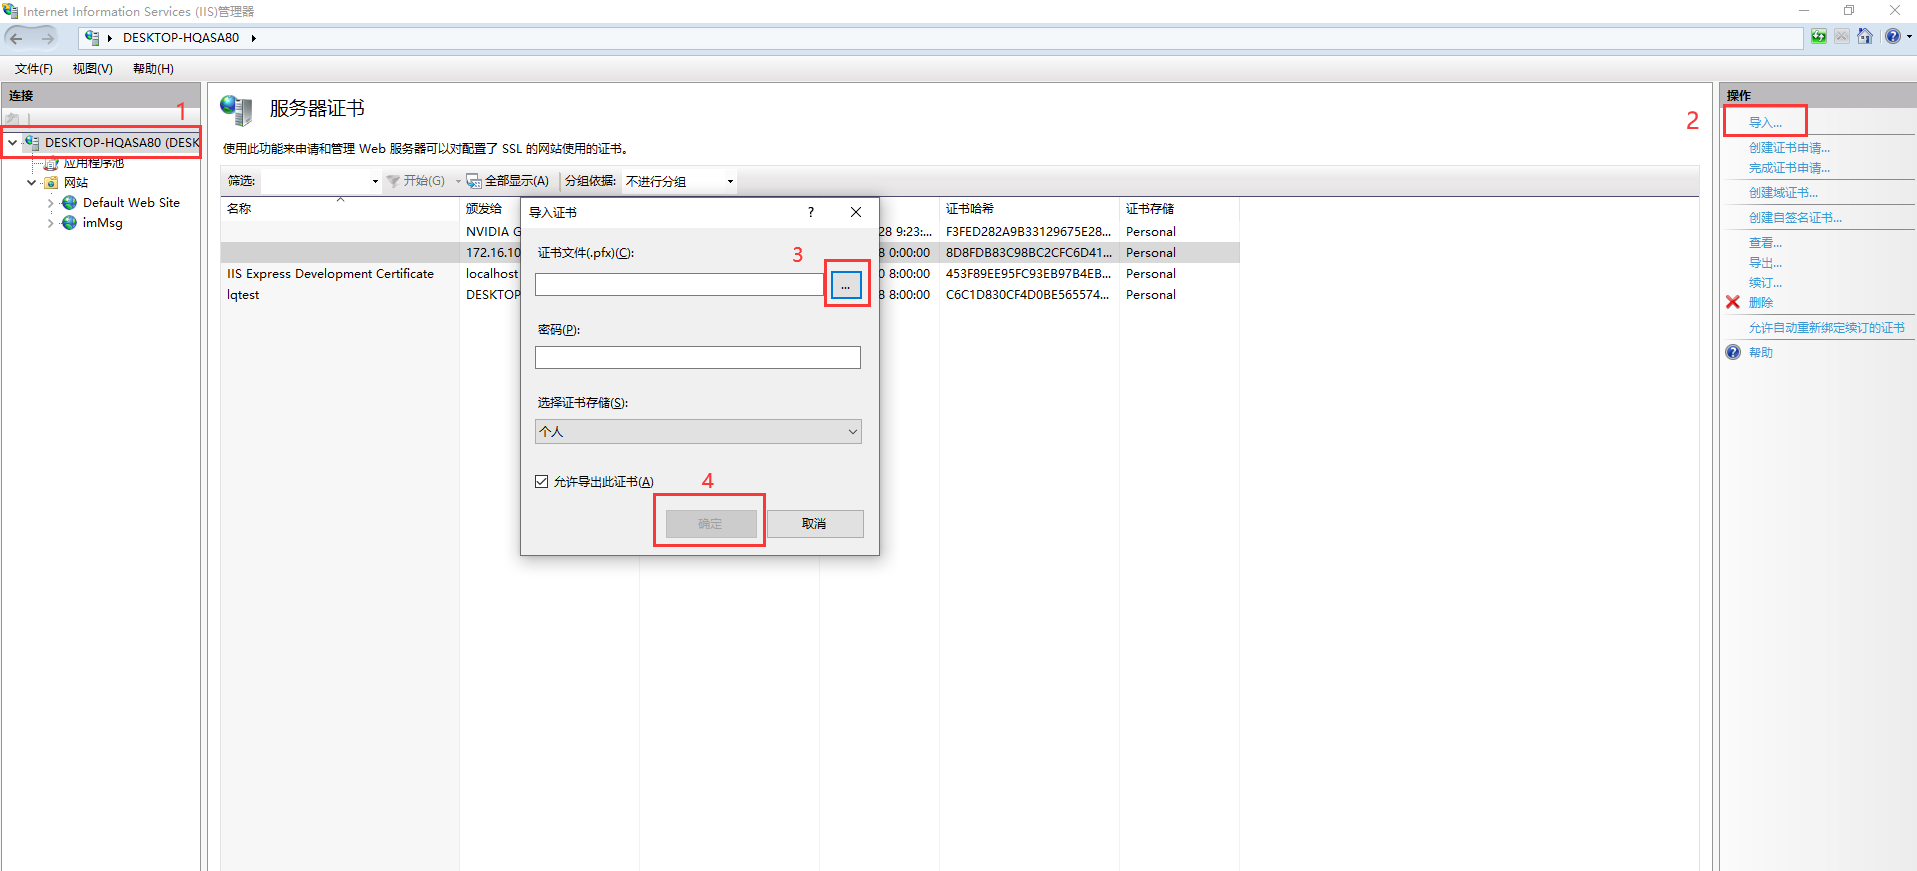 Internet Information Services (IIS)管理器
DESKTOP-HQASA80
文件(F) 视图(V) 帮助(H)
连接
1
DESKTOP-HQASA80 (DESK
应用程序池
网站
Default Web Site
imMsg
服务器证书
2
使用此功能来申请和管理 Web 服务器可以对配置了 SSL 的网站使用的证书。
筛选: 开始(G) 全部显示(A) 分组依据: 不进行分组
名称 颁发给 证书哈希 证书存储
NVIDIA G 28 9:23:... F3FED282A9B33129675E28... Personal
172.16.10 8 0:00:00 8D8FDB83C98BC2CFC6D41... Personal
IIS Express Development Certificate localhost 0 8:00:00 453F89EE95FC93EB97B4EB... Personal
lqtest DESKTOP 8 8:00:00 C6C1D830CF4D0BE565574... Personal
导入证书 ?
证书文件(.pfx)(C):
3
...
密码(P):
选择证书存储(S):
个人
允许导出此证书(A)
4
确定 取消
操作
导入...
创建证书申请...
完成证书申请...
创建域证书...
创建自签名证书...
查看...
导出...
续订...
删除
允许自动重新绑定续订的证书
帮助